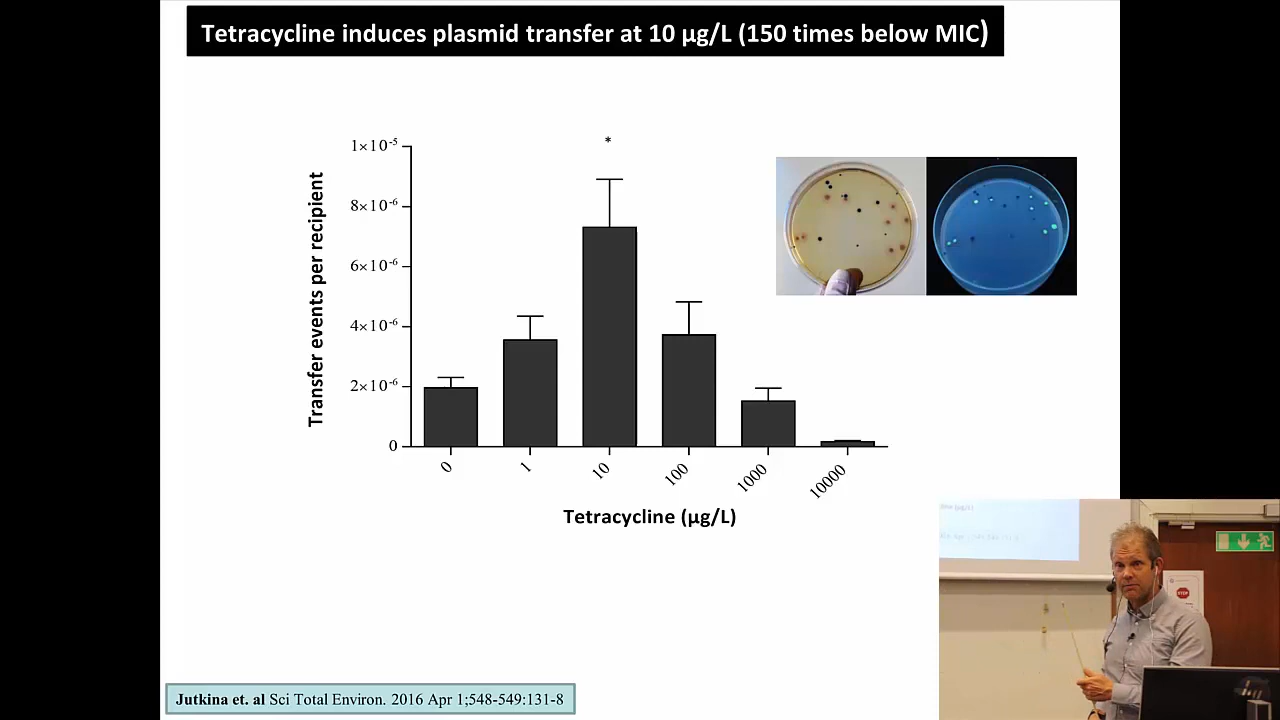 Tetracycline induces plasmid transfer at 10 µg/L (150 times below MIC)
*
Transfer events per recipient
1×10⁻⁵
8×10⁻⁶
6×10⁻⁶
4×10⁻⁶
2×10⁻⁶
0
0
1
10
100
1000
10000
Tetracycline (µg/L)
STOP
Jutkina et. al Sci Total Environ. 2016 Apr 1;548-549:131-8